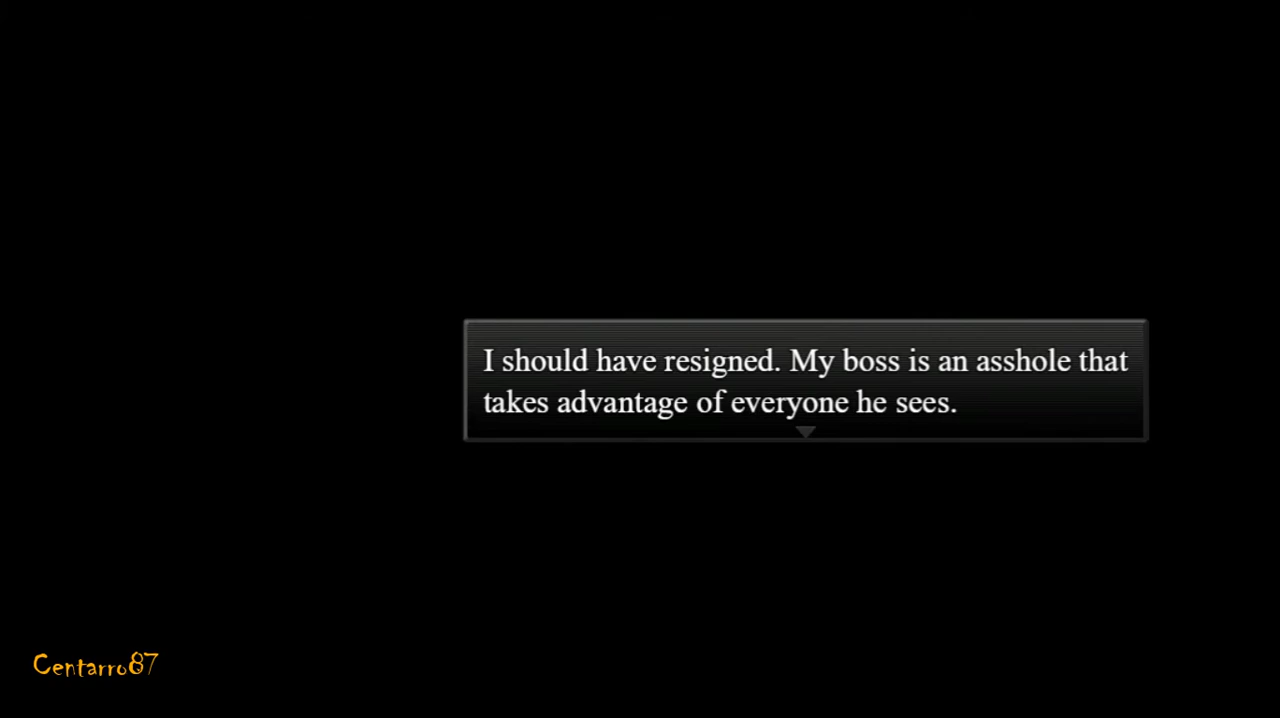 I should have resigned. My boss is an asshole that
takes advantage of everyone he sees.
Centarro87